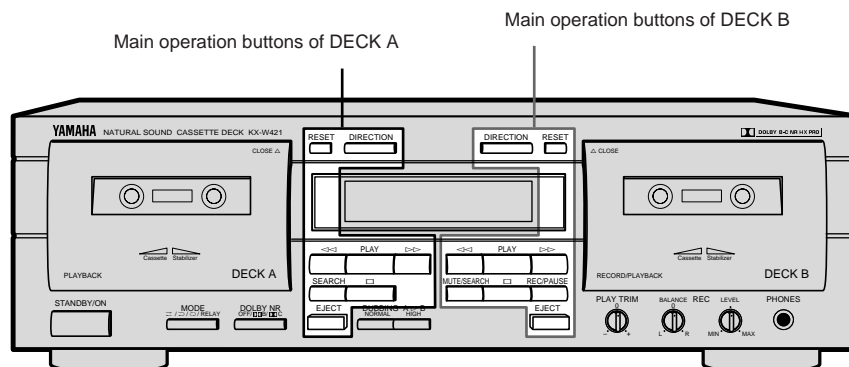 Main operation buttons of DECK B
Main operation buttons of DECK A
YAMAHA NATURAL SOUND CASSETTE DECK KX-W421
RESET DIRECTION
DIRECTION RESET
DOLBY B-C NR HX PRO
CLOSE △
△ CLOSE
Cassette Stabilizer
Cassette Stabilizer
◁◁ PLAY ▷▷
◁◁ PLAY ▷▷
PLAYBACK
DECK A
SEARCH □
MUTE/SEARCH □ REC/PAUSE
RECORD/PLAYBACK
DECK B
STANDBY/ON
MODE
/RELAY
DOLBY NR
OFF/B/C
EJECT
DUBBING A ▸ B
NORMAL HIGH
EJECT
PLAY TRIM
0
− +
BALANCE
0
L R
REC LEVEL
MIN MAX
PHONES